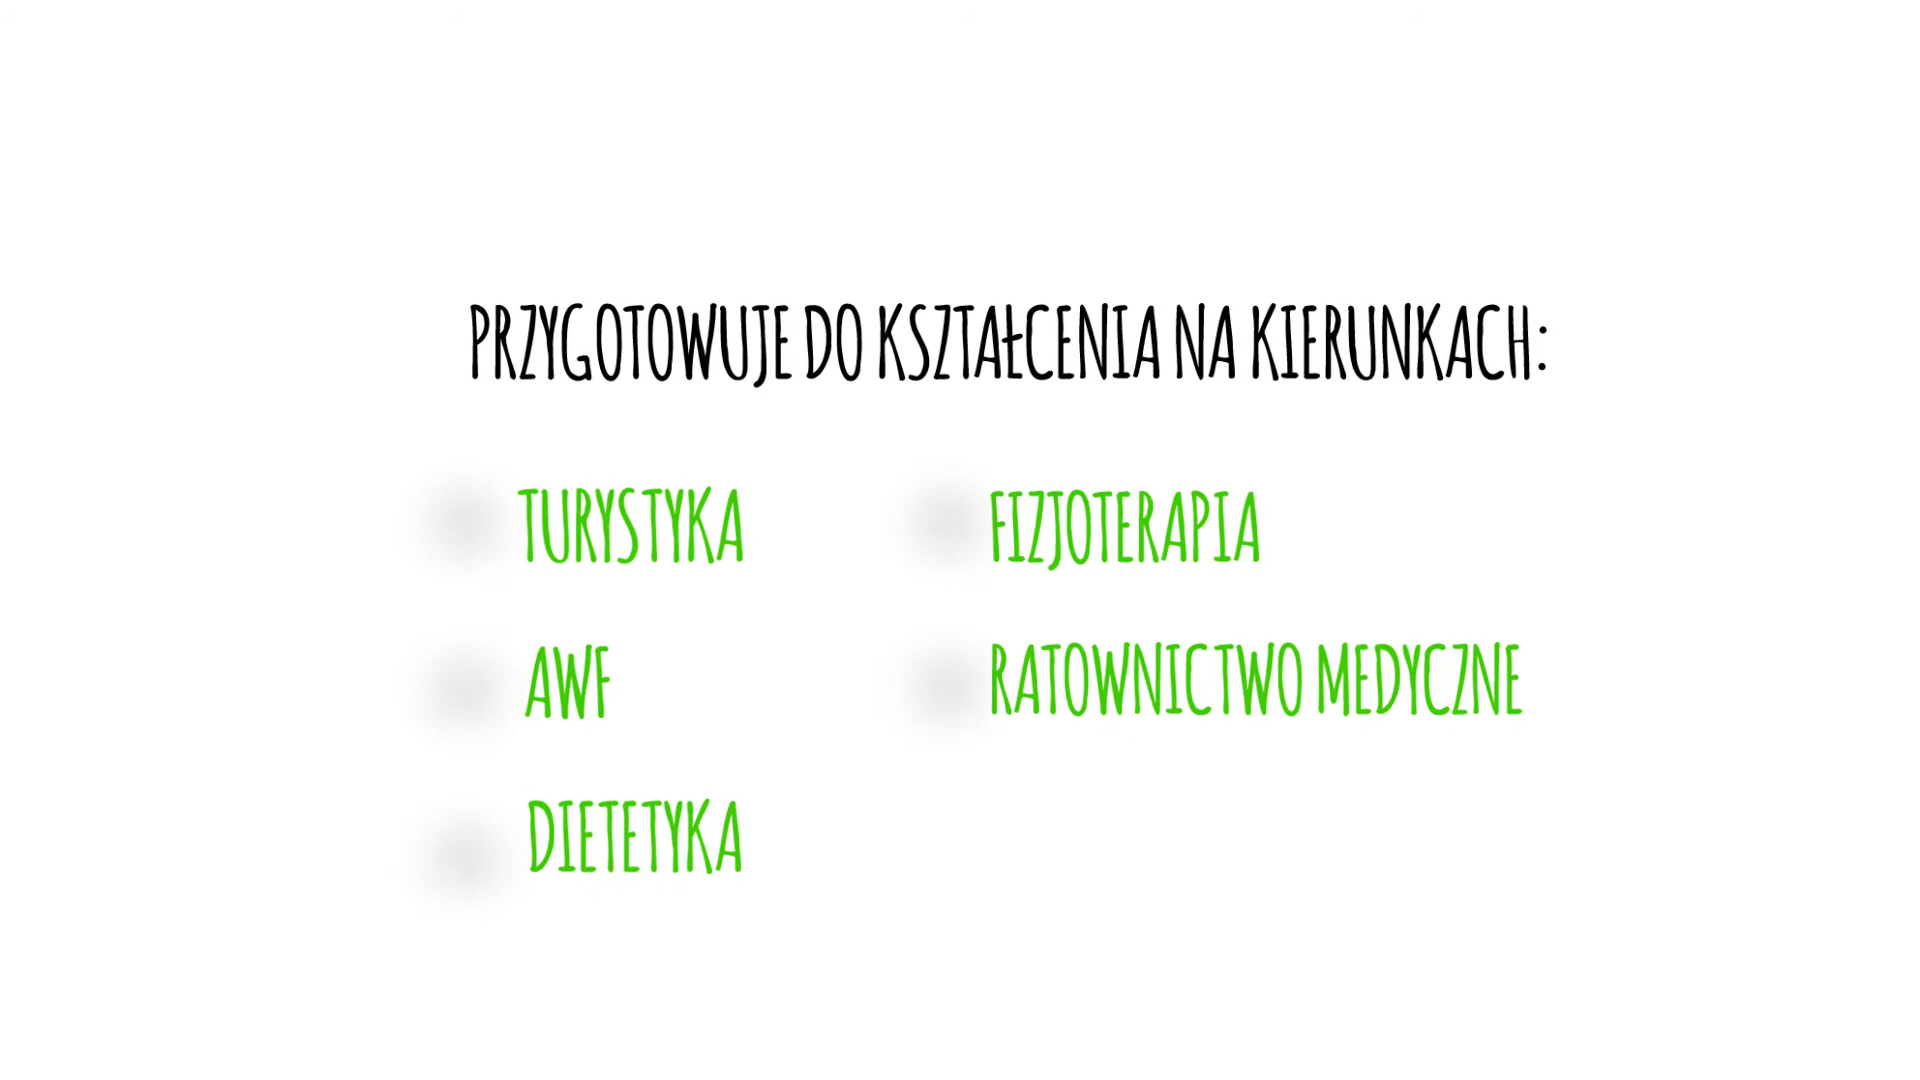 PRZYGOTOWUJE DO KSZTAŁCENIA NA KIERUNKACH:
TURYSTYKA
AWF
DIETETYKA
FIZJOTERAPIA
RATOWNICTWO MEDYCZNE